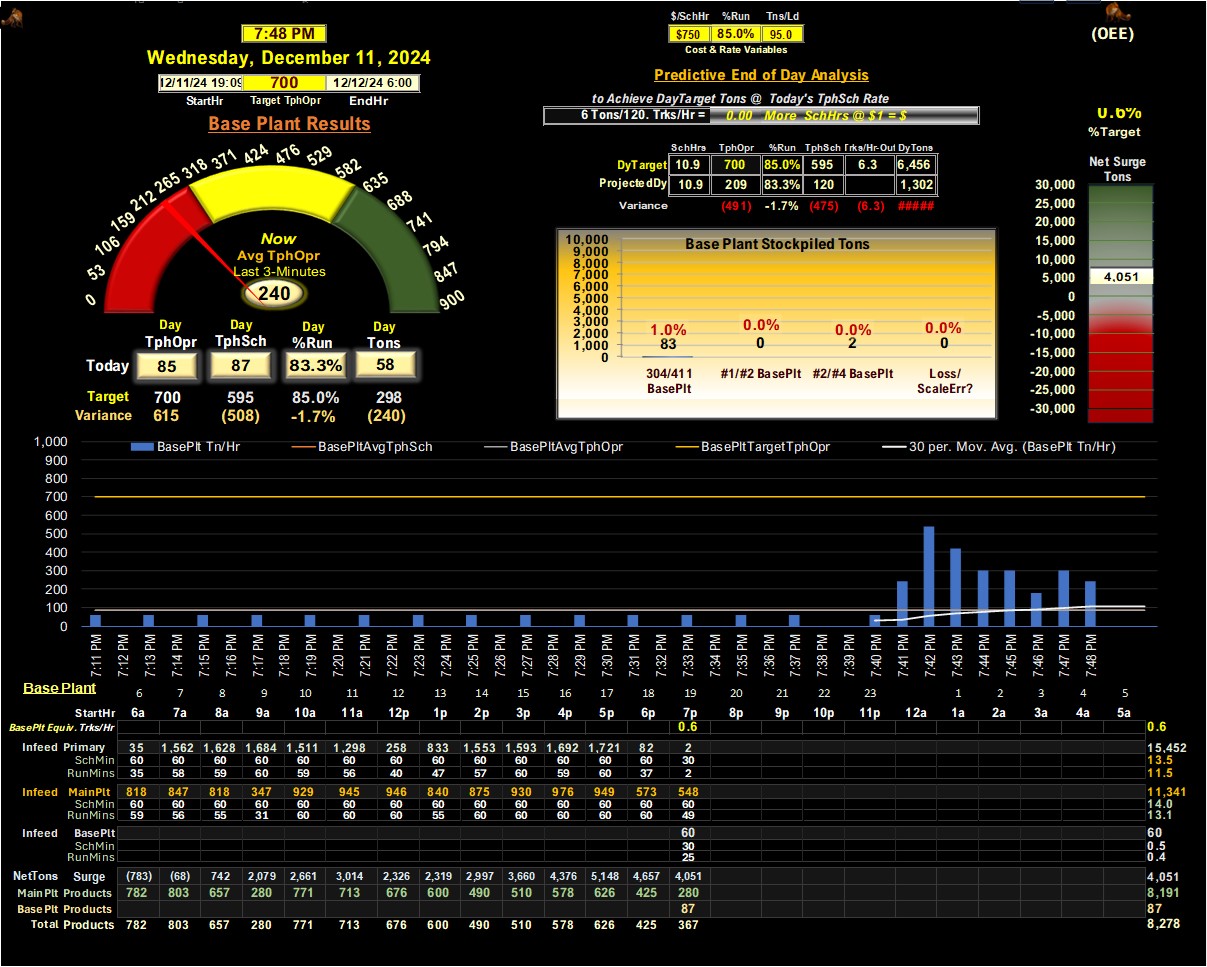 $/SchHr %Run Tns/Ld
7:48 PM
$750 85.0% 95.0
(OEE)
Cost & Rate Variables
Wednesday, December 11, 2024
Predictive End of Day Analysis
12/11/24 19:09 700 12/12/24 6:00
StartHr Target TphOpr EndHr
to Achieve DayTarget Tons @ Today's TphSch Rate
6 Tons/120. Trks/Hr = 0.00 More SchHrs @ $1 = $
Base Plant Results
0.6%
%Target
SchHrs TphOpr %Run TphSch Trks/Hr-Out DyTons
DyTarget 10.9 700 85.0% 595 6.3 6,456
ProjectedDy 10.9 209 83.3% 120 1,302
Variance (491) -1.7% (475) (6.3) #####
Net Surge
Tons
30,000
25,000
20,000
15,000
10,000
5,000
0
-5,000
-10,000
-15,000
-20,000
-25,000
-30,000
4,051
0 53 106 159 212 265 318 371 424 476 529 582 635 688 741 794 847 900
Now
Avg TphOpr
Last 3-Minutes
240
Base Plant Stockpiled Tons
10,000
9,000
8,000
7,000
6,000
5,000
4,000
3,000
2,000
1,000
0
1.0% 0.0% 0.0% 0.0%
83 0 2 0
304/411 BasePlt
#1/#2 BasePlt
#2/#4 BasePlt
Loss/ ScaleErr?
Day Day Day Day
TphOpr TphSch %Run Tons
Today 85 87 83.3% 58
Target 700 595 85.0% 298
Variance 615 (508) -1.7% (240)
BasePlt Tn/Hr BasePltAvgTphSch BasePltAvgTphOpr BasePltTargetTphOpr 30 per. Mov. Avg. (BasePlt Tn/Hr)
1,000
900
800
700
600
500
400
300
200
100
0
7:11 PM 7:12 PM 7:13 PM 7:14 PM 7:15 PM 7:16 PM 7:17 PM 7:18 PM 7:19 PM 7:20 PM 7:21 PM 7:22 PM 7:23 PM 7:24 PM 7:25 PM 7:26 PM 7:27 PM 7:28 PM 7:29 PM 7:30 PM 7:31 PM 7:32 PM 7:33 PM 7:34 PM 7:35 PM 7:36 PM 7:37 PM 7:38 PM 7:39 PM 7:40 PM 7:41 PM 7:42 PM 7:43 PM 7:44 PM 7:45 PM 7:46 PM 7:47 PM 7:48 PM
Base Plant 6 7 8 9 10 11 12 13 14 15 16 17 18 19 20 21 22 23 1 2 3 4 5
StartHr 6a 7a 8a 9a 10a 11a 12p 1p 2p 3p 4p 5p 6p 7p 8p 9p 10p 11p 12a 1a 2a 3a 4a 5a
BasePlt Equiv. Trks/Hr 0.6 0.6
Infeed Primary 35 1,562 1,628 1,684 1,511 1,298 258 833 1,553 1,593 1,692 1,721 82 2 15,452
SchMin 60 60 60 60 60 60 60 60 60 60 60 60 60 30 13.5
RunMins 35 58 59 60 59 56 40 47 57 60 59 60 37 2 11.5
Infeed MainPlt 818 847 818 347 929 945 946 840 875 930 976 949 573 548 11,341
SchMin 60 60 60 60 60 60 60 60 60 60 60 60 60 60 14.0
RunMins 59 56 55 31 60 60 60 55 60 60 60 60 60 49 13.1
Infeed BasePlt 60 60
SchMin 30 0.5
RunMins 25 0.4
NetTons Surge (783) (68) 742 2,079 2,661 3,014 2,326 2,319 2,997 3,660 4,376 5,148 4,657 4,051 4,051
MainPlt Products 782 803 657 280 771 713 676 600 490 510 578 626 425 280 8,191
BasePlt Products 87 87
Total Products 782 803 657 280 771 713 676 600 490 510 578 626 425 367 8,278